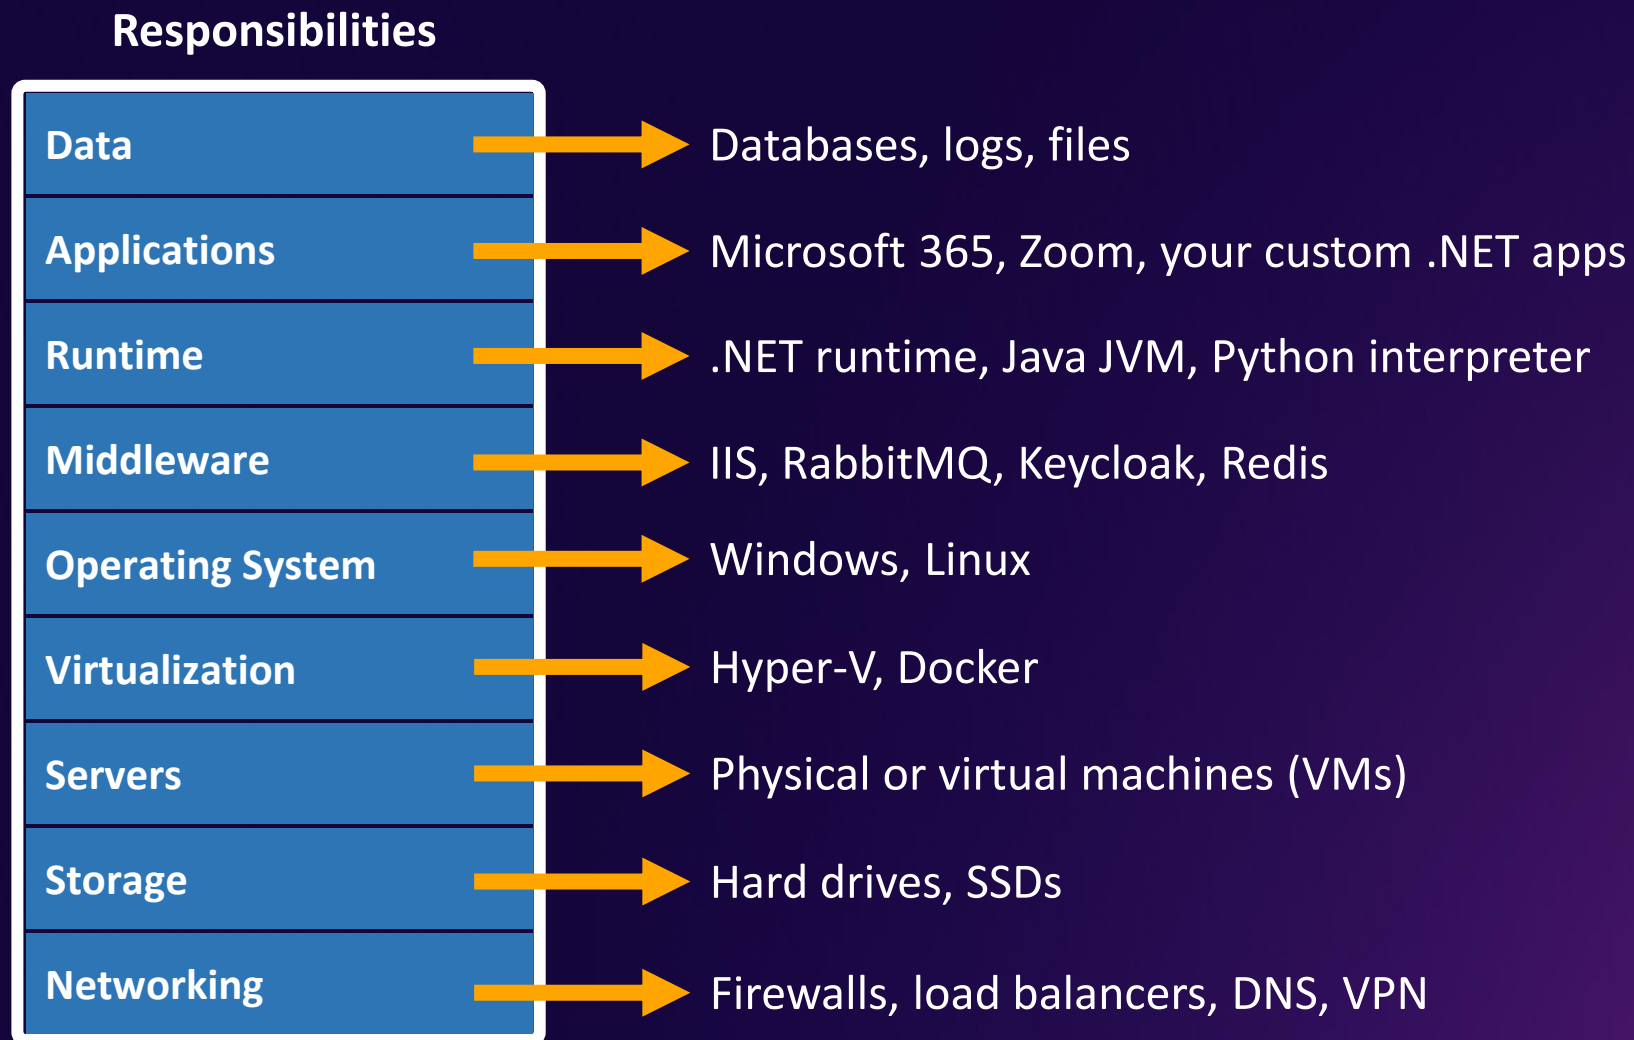 Responsibilities
Data
Databases, logs, files
Applications
Microsoft 365, Zoom, your custom .NET apps
Runtime
.NET runtime, Java JVM, Python interpreter
Middleware
IIS, RabbitMQ, Keycloak, Redis
Operating System
Windows, Linux
Virtualization
Hyper-V, Docker
Servers
Physical or virtual machines (VMs)
Storage
Hard drives, SSDs
Networking
Firewalls, load balancers, DNS, VPN